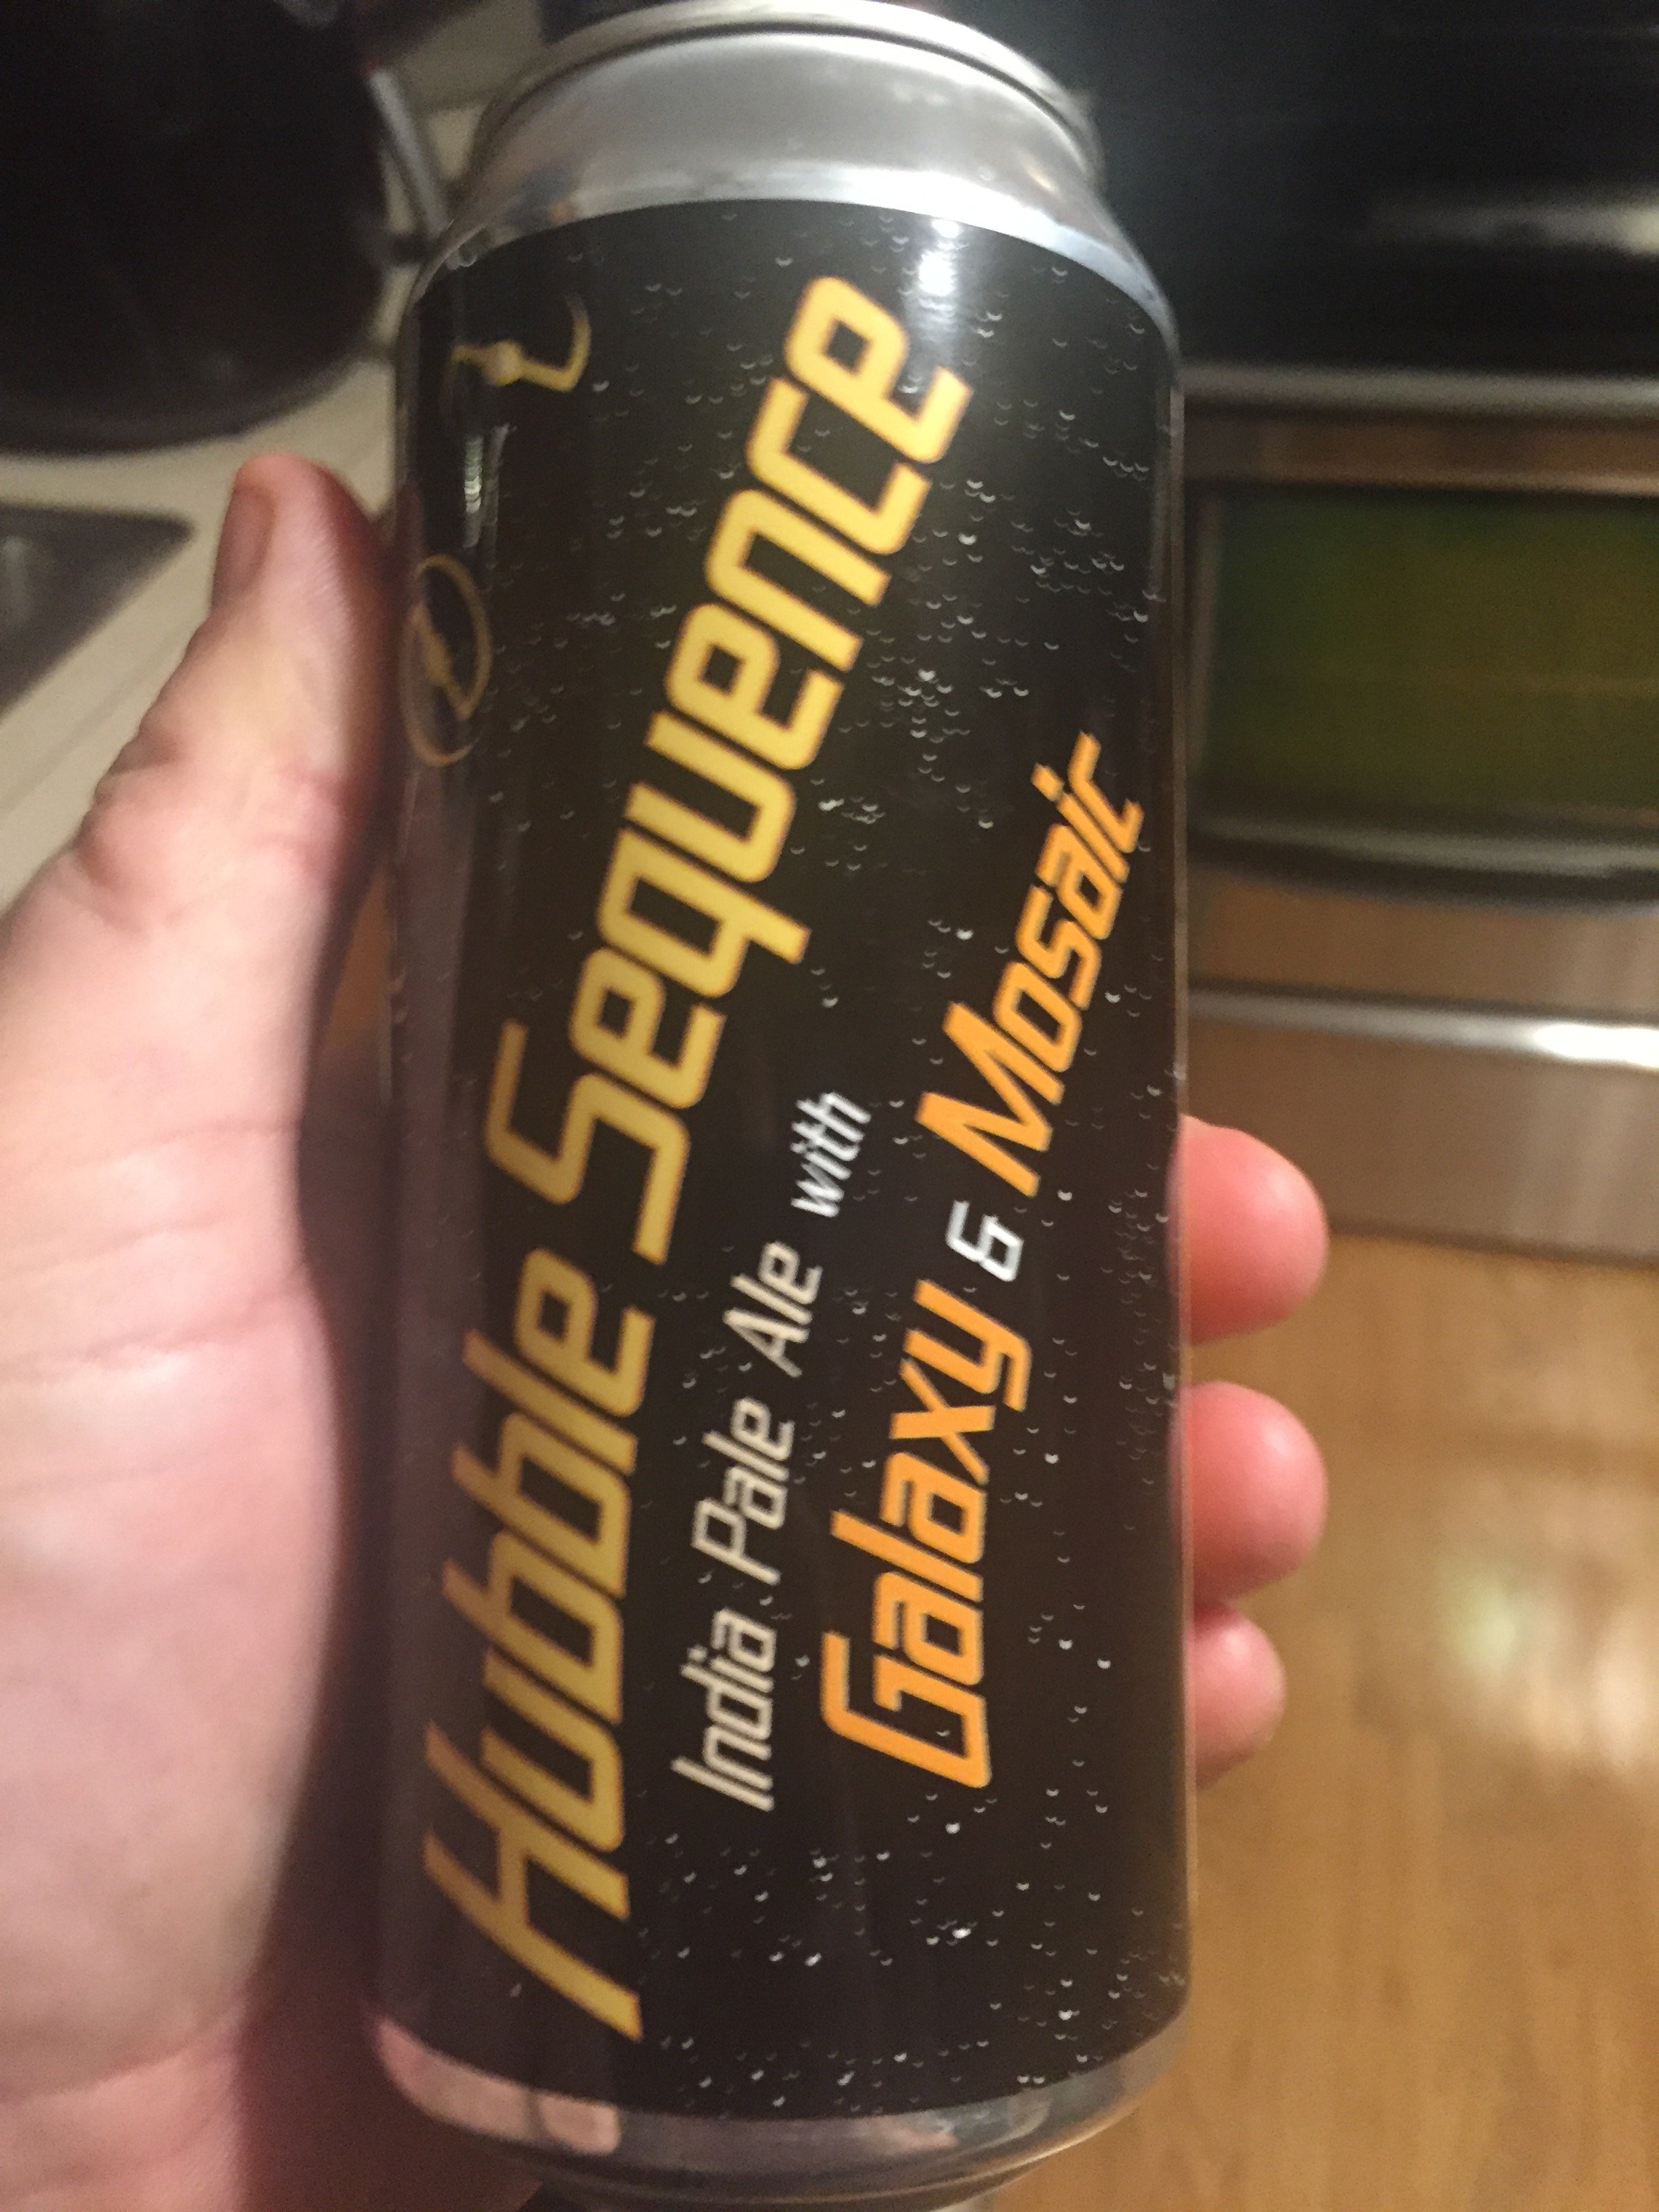 Hubble Sequence
India Pale Ale with
Galaxy & Mosaic